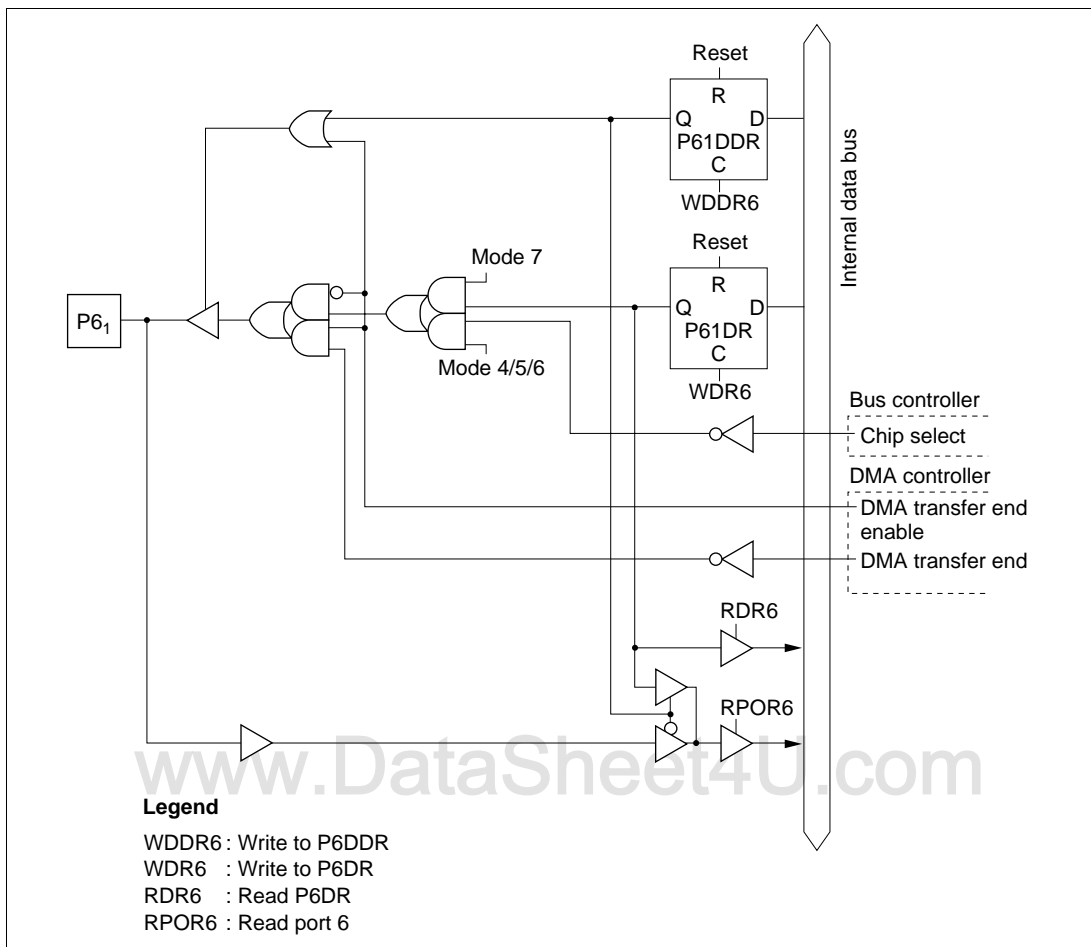 Reset
R
Q D
P61DDR
C
WDDR6
Reset
R
Q D
P61DR
C
WDR6
Internal data bus
Mode 7
Mode 4/5/6
P6₁
Bus controller
Chip select
DMA controller
DMA transfer end
enable
DMA transfer end
RDR6
RPOR6
www.DataSheet4U.com
Legend
WDDR6 : Write to P6DDR
WDR6 : Write to P6DR
RDR6 : Read P6DR
RPOR6 : Read port 6